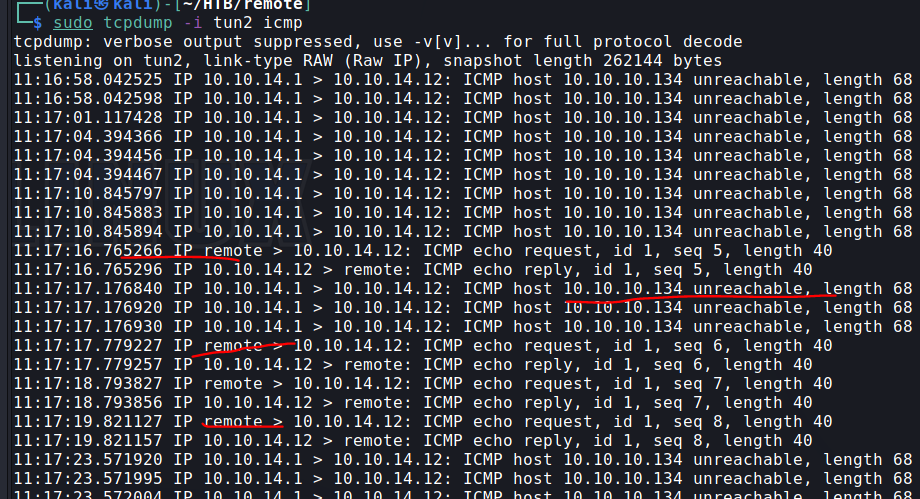 ┌──(kali㉿kali)-[~/HTB/remote]
└─$ sudo tcpdump -i tun2 icmp
tcpdump: verbose output suppressed, use -v[v]... for full protocol decode
listening on tun2, link-type RAW (Raw IP), snapshot length 262144 bytes
11:16:58.042525 IP 10.10.14.1 > 10.10.14.12: ICMP host 10.10.10.134 unreachable, length 68
11:16:58.042598 IP 10.10.14.1 > 10.10.14.12: ICMP host 10.10.10.134 unreachable, length 68
11:17:01.117428 IP 10.10.14.1 > 10.10.14.12: ICMP host 10.10.10.134 unreachable, length 68
11:17:04.394366 IP 10.10.14.1 > 10.10.14.12: ICMP host 10.10.10.134 unreachable, length 68
11:17:04.394456 IP 10.10.14.1 > 10.10.14.12: ICMP host 10.10.10.134 unreachable, length 68
11:17:04.394467 IP 10.10.14.1 > 10.10.14.12: ICMP host 10.10.10.134 unreachable, length 68
11:17:10.845797 IP 10.10.14.1 > 10.10.14.12: ICMP host 10.10.10.134 unreachable, length 68
11:17:10.845883 IP 10.10.14.1 > 10.10.14.12: ICMP host 10.10.10.134 unreachable, length 68
11:17:10.845894 IP 10.10.14.1 > 10.10.14.12: ICMP host 10.10.10.134 unreachable, length 68
11:17:16.765266 IP remote > 10.10.14.12: ICMP echo request, id 1, seq 5, length 40
11:17:16.765296 IP 10.10.14.12 > remote: ICMP echo reply, id 1, seq 5, length 40
11:17:17.176840 IP 10.10.14.1 > 10.10.14.12: ICMP host 10.10.10.134 unreachable, length 68
11:17:17.176920 IP 10.10.14.1 > 10.10.14.12: ICMP host 10.10.10.134 unreachable, length 68
11:17:17.176930 IP 10.10.14.1 > 10.10.14.12: ICMP host 10.10.10.134 unreachable, length 68
11:17:17.779227 IP remote > 10.10.14.12: ICMP echo request, id 1, seq 6, length 40
11:17:17.779257 IP 10.10.14.12 > remote: ICMP echo reply, id 1, seq 6, length 40
11:17:18.793827 IP remote > 10.10.14.12: ICMP echo request, id 1, seq 7, length 40
11:17:18.793856 IP 10.10.14.12 > remote: ICMP echo reply, id 1, seq 7, length 40
11:17:19.821127 IP remote > 10.10.14.12: ICMP echo request, id 1, seq 8, length 40
11:17:19.821157 IP 10.10.14.12 > remote: ICMP echo reply, id 1, seq 8, length 40
11:17:23.571920 IP 10.10.14.1 > 10.10.14.12: ICMP host 10.10.10.134 unreachable, length 68
11:17:23.571995 IP 10.10.14.1 > 10.10.14.12: ICMP host 10.10.10.134 unreachable, length 68
11:17:23.572004 IP 10.10.14.1 > 10.10.14.12: ICMP host 10.10.10.134 unreachable, length 68